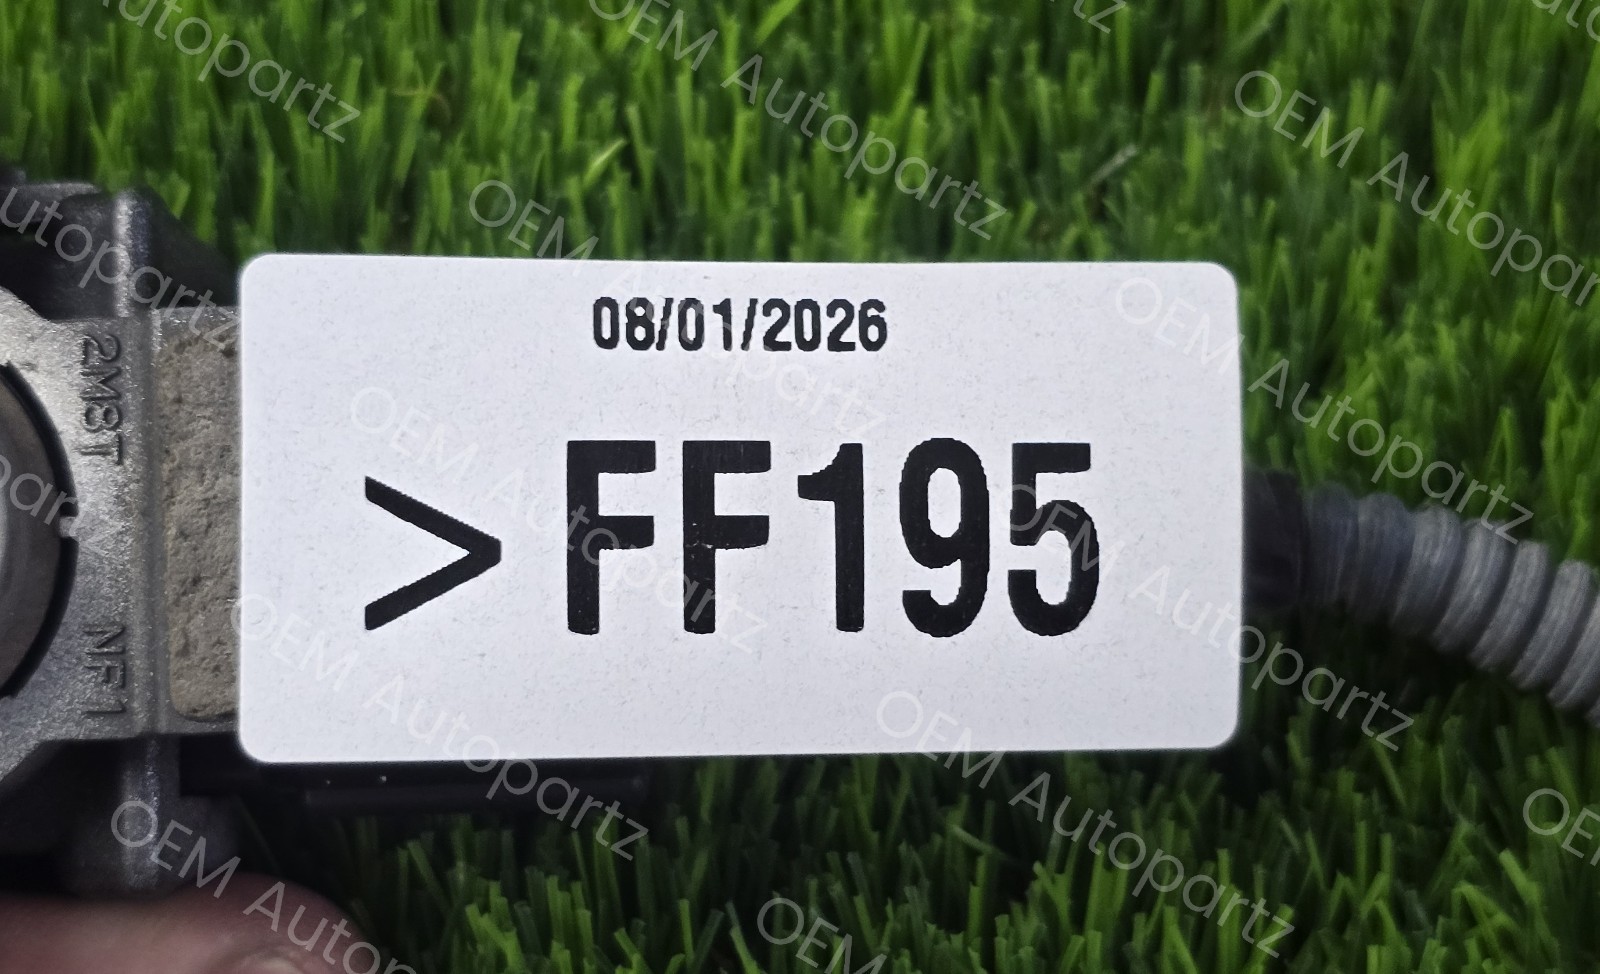 08/01/2026
> FF195
2M8T
NF1
OEM Autopartz